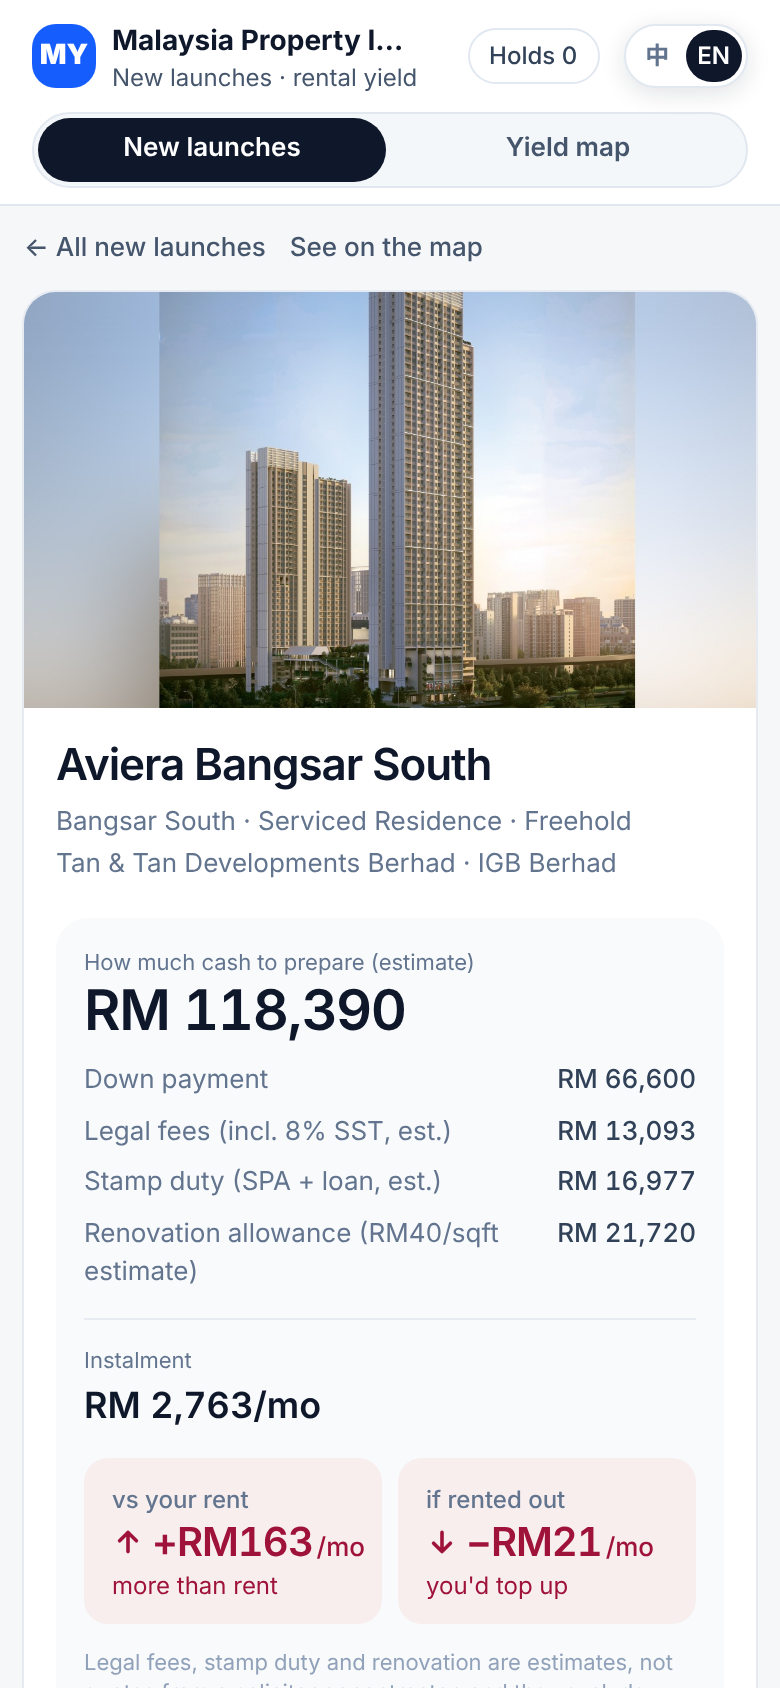 MY
Malaysia Property I...
New launches · rental yield
Holds 0
中
EN
New launches
Yield map
← All new launches
See on the map
Aviera Bangsar South
Bangsar South · Serviced Residence · Freehold
Tan & Tan Developments Berhad · IGB Berhad
How much cash to prepare (estimate)
RM 118,390
Down payment RM 66,600
Legal fees (incl. 8% SST, est.) RM 13,093
Stamp duty (SPA + loan, est.) RM 16,977
Renovation allowance (RM40/sqft RM 21,720
estimate)
Instalment
RM 2,763/mo
vs your rent
↑ +RM163/mo
more than rent
if rented out
↓ −RM21/mo
you'd top up
Legal fees, stamp duty and renovation are estimates, not